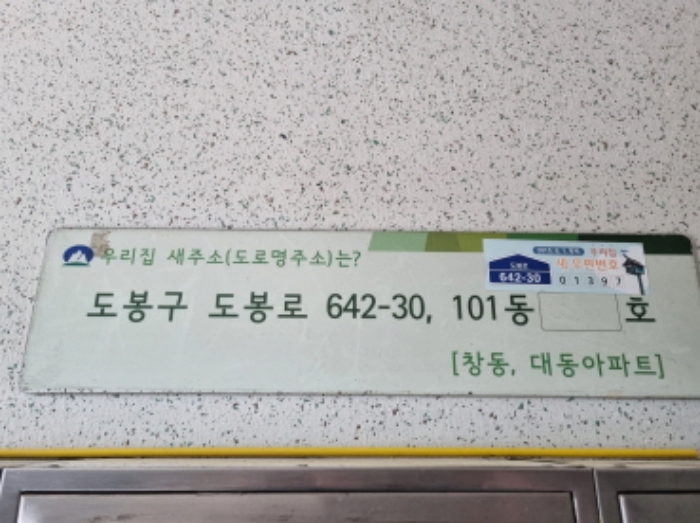 우리집 새주소(도로명주소)는?
우리집
새 우편번호
도봉로
642-30
01397
도봉구 도봉로 642-30, 101동 호
[창동, 대동아파트]